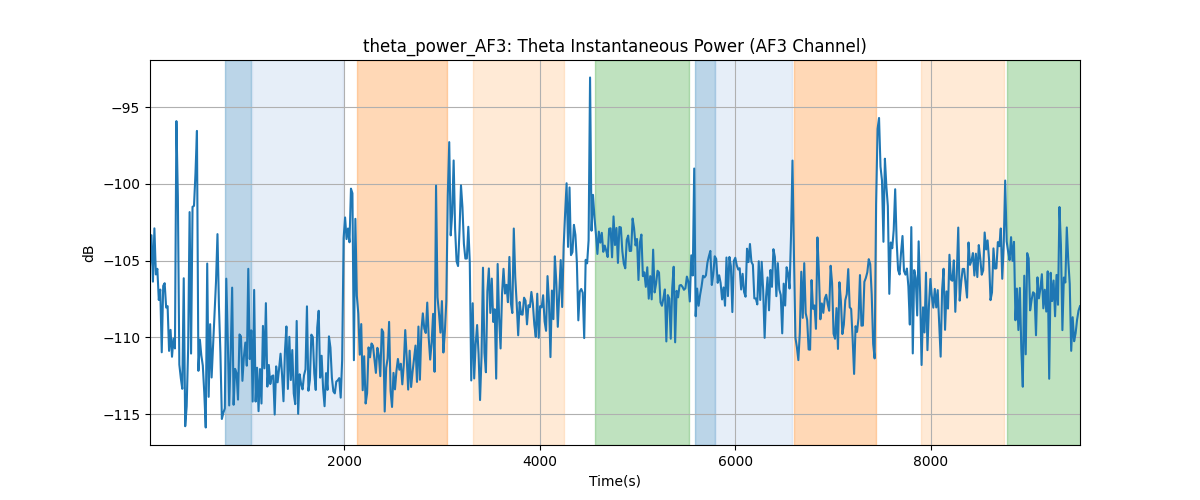 theta_power_AF3: Theta Instantaneous Power (AF3 Channel)
−95
−100
−105
−110
−115
dB
2000 4000 6000 8000
Time(s)